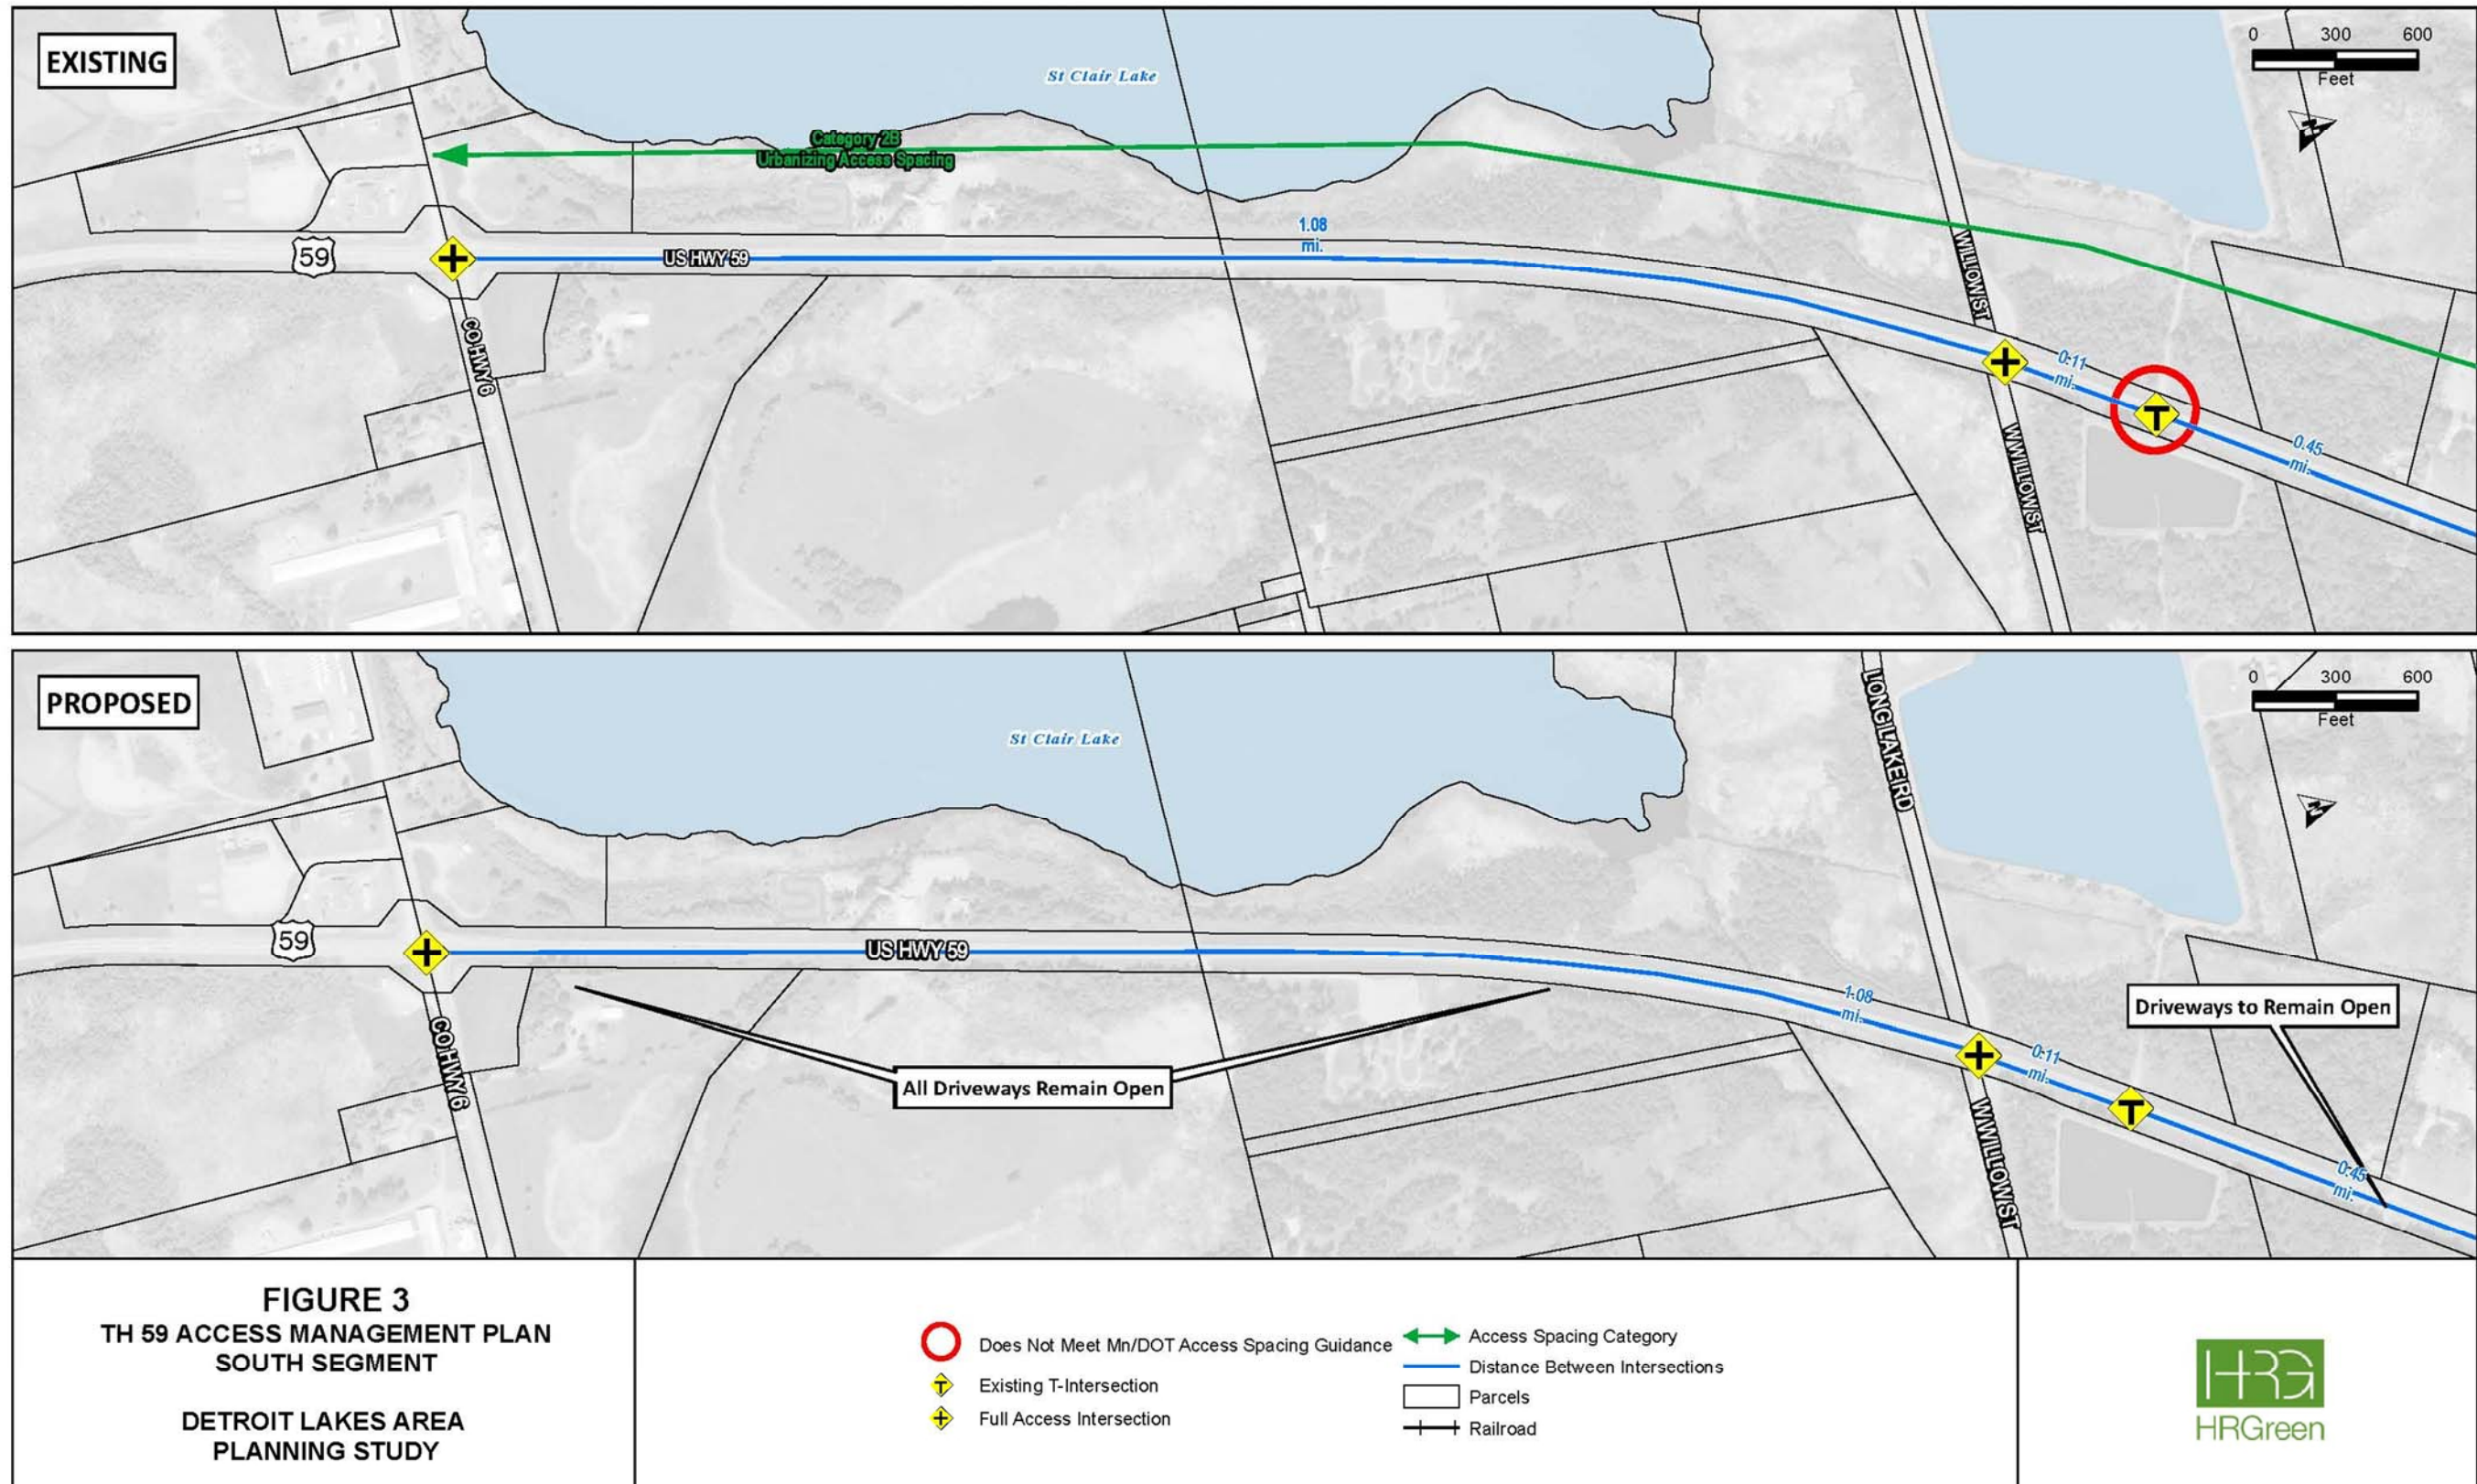 EXISTING
St Clair Lake
0 300 600
Feet
N
Category 2B
Urbanizing Access Spacing
1.08
mi.
59
US HWY 59
CO HWY 6
WILLOW ST
W WILLOW ST
0.11
mi.
T
0.45
mi.
PROPOSED
St Clair Lake
0 300 600
Feet
N
LONG LAKE RD
59
US HWY 59
CO HWY 6
All Driveways Remain Open
1.08
mi.
Driveways to Remain Open
0.11
mi.
T
W WILLOW ST
0.45
mi.
FIGURE 3
TH 59 ACCESS MANAGEMENT PLAN
SOUTH SEGMENT
DETROIT LAKES AREA
PLANNING STUDY
Does Not Meet Mn/DOT Access Spacing Guidance
T Existing T-Intersection
Full Access Intersection
Access Spacing Category
Distance Between Intersections
Parcels
Railroad
HRG
HRGreen